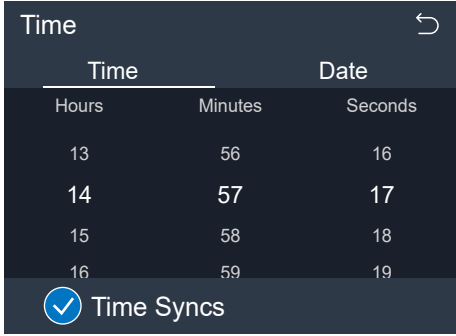 Time
Time Date
Hours Minutes Seconds
13 56 16
14 57 17
15 58 18
16 59 19
Time Syncs